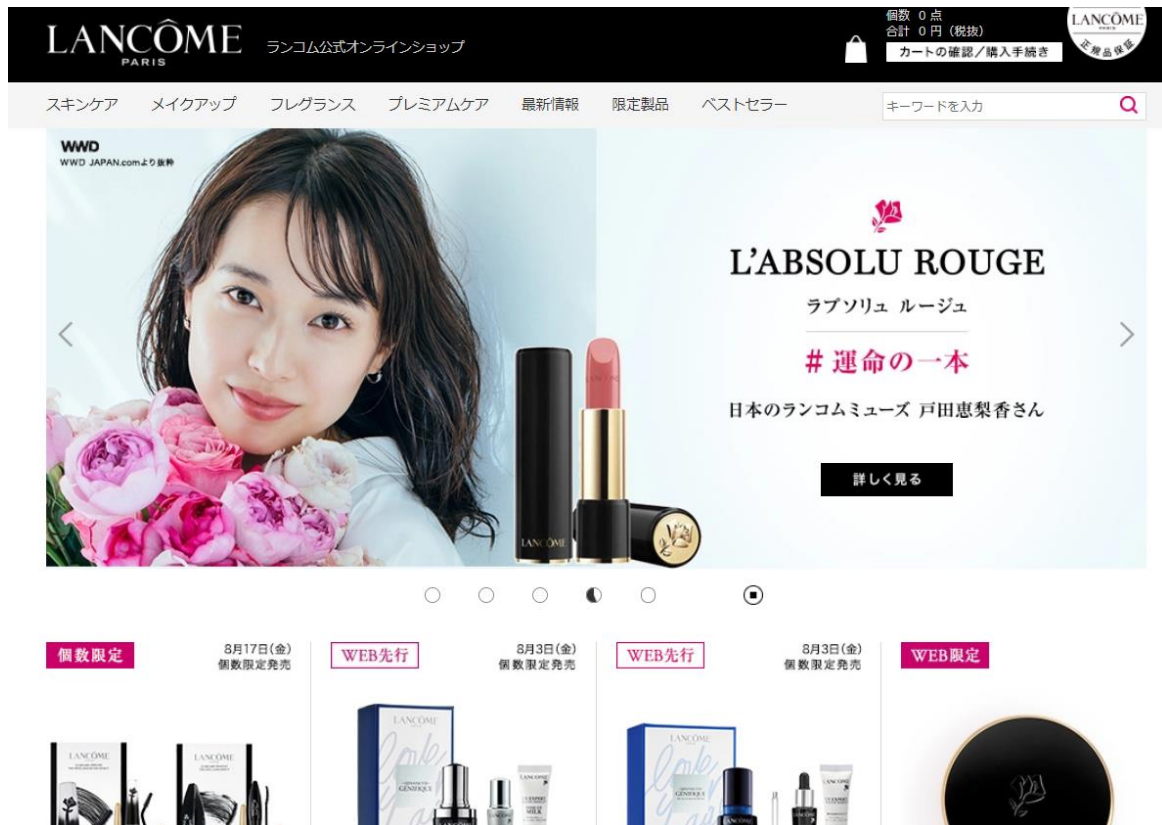 LANCÔME
PARIS
ランコム公式オンラインショップ
個数 0 点
合計 0 円 (税抜)
カートの確認／購入手続き
LANCÔME
PARIS
正規品保証
スキンケア メイクアップ フレグランス プレミアムケア 最新情報 限定製品 ベストセラー
キーワードを入力
WWD
WWD JAPAN.comより抜粋
L'ABSOLU ROUGE
ラプソリュ ルージュ
#運命の一本
日本のランコムミューズ 戸田恵梨香さん
詳しく見る
LANCÔME
個数限定
8月17日(金)
個数限定発売
WEB先行
8月3日(金)
個数限定発売
WEB先行
8月3日(金)
個数限定発売
WEB限定
LANCÔME
LANCÔME
LANCÔME
love
GÉNIFIQUE
LANCÔME
MILK
LANCÔME
love
GÉNIFIQUE
LANCÔME